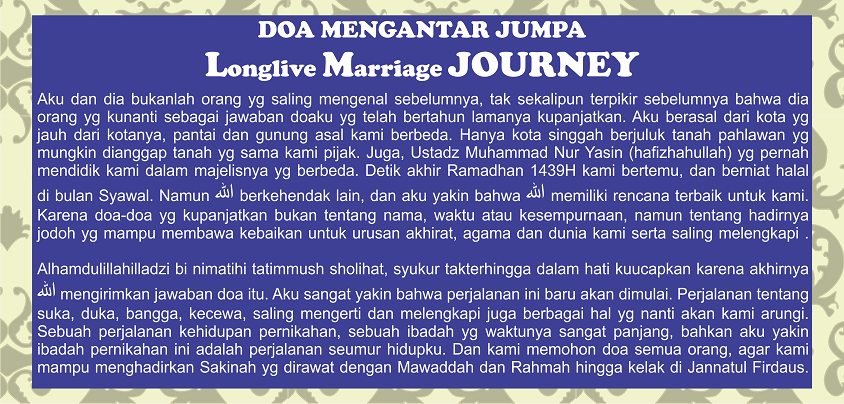 DOA MENGANTAR JUMPA
Longlive Marriage JOURNEY
Aku dan dia bukanlah orang yg saling mengenal sebelumnya, tak sekalipun terpikir sebelumnya bahwa dia
orang yg kunanti sebagai jawaban doaku yg telah bertahun lamanya kupanjatkan. Aku berasal dari kota yg
jauh dari kotanya, pantai dan gunung asal kami berbeda. Hanya kota singgah berjuluk tanah pahlawan yg
mungkin dianggap tanah yg sama kami pijak. Juga, Ustadz Muhammad Nur Yasin (hafizhahullah) yg pernah
mendidik kami dalam majelisnya yg berbeda. Detik akhir Ramadhan 1439H kami bertemu, dan berniat halal
di bulan Syawal. Namun الله berkehendak lain, dan aku yakin bahwa الله memiliki rencana terbaik untuk kami.
Karena doa-doa yg kupanjatkan bukan tentang nama, waktu atau kesempurnaan, namun tentang hadirnya
jodoh yg mampu membawa kebaikan untuk urusan akhirat, agama dan dunia kami serta saling melengkapi .
Alhamdulillahilladzi bi nimatihi tatimmush sholihat, syukur takterhingga dalam hati kuucapkan karena akhirnya
الله mengirimkan jawaban doa itu. Aku sangat yakin bahwa perjalanan ini baru akan dimulai. Perjalanan tentang
suka, duka, bangga, kecewa, saling mengerti dan melengkapi juga berbagai hal yg nanti akan kami arungi.
Sebuah perjalanan kehidupan pernikahan, sebuah ibadah yg waktunya sangat panjang, bahkan aku yakin
ibadah pernikahan ini adalah perjalanan seumur hidupku. Dan kami memohon doa semua orang, agar kami
mampu menghadirkan Sakinah yg dirawat dengan Mawaddah dan Rahmah hingga kelak di Jannatul Firdaus.